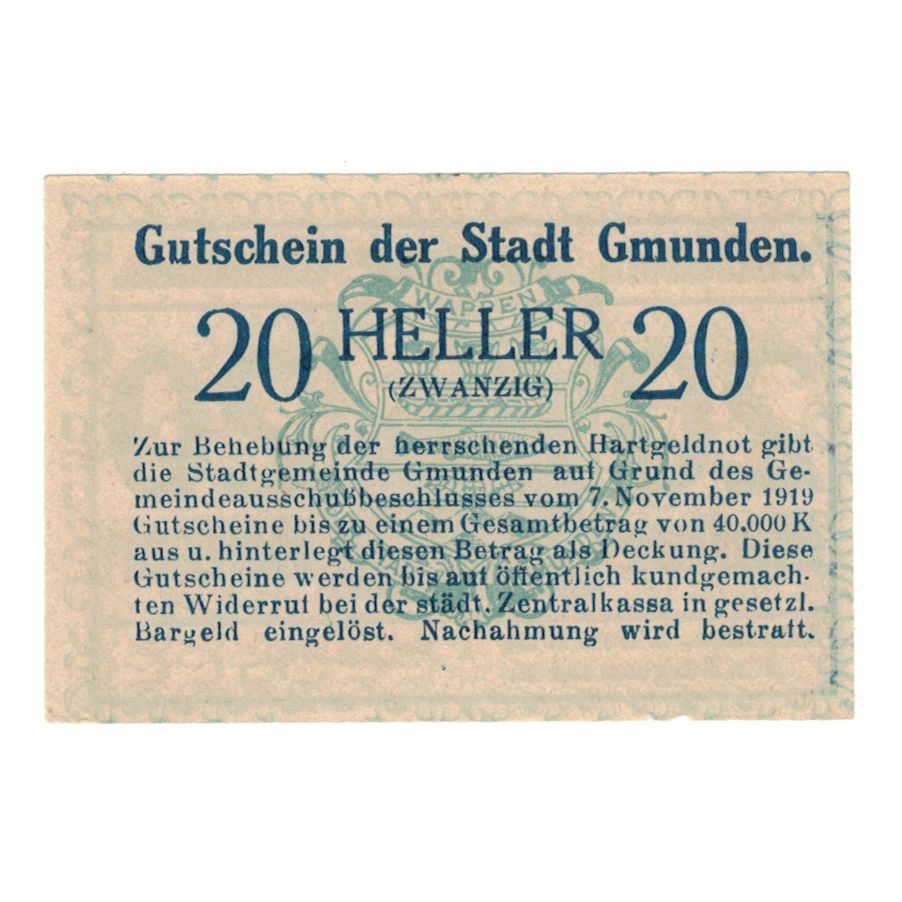 Gutschein der Stadt Gmunden.
WAPPEN
20 HELLER 20
(ZWANZIG)
Zur Behebung der herrschenden Hartgeldnot gibt
die Stadtgemeinde Gmunden auf Grund des Ge-
meindeausschußbeschlusses vom 7. November 1919
Gutscheine bis zu einem Gesamtbetrag von 40.000 K
aus u. hinterlegt diesen Betrag als Deckung. Diese
Gutscheine werden bis auf öffentlich kundgemach-
ten Widerruf bei der städt. Zentralkassa in gesetzl.
Bargeld eingelöst. Nachahmung wird bestraft.